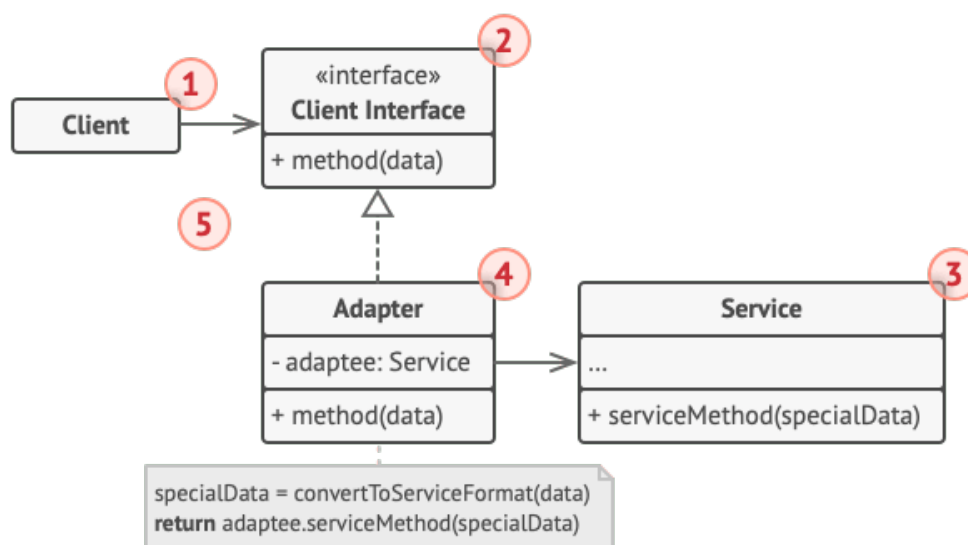 1
Client
2
«interface»
Client Interface
+ method(data)
5
4
Adapter
- adaptee: Service
+ method(data)
3
Service
...
+ serviceMethod(specialData)
specialData = convertToServiceFormat(data)
return adaptee.serviceMethod(specialData)